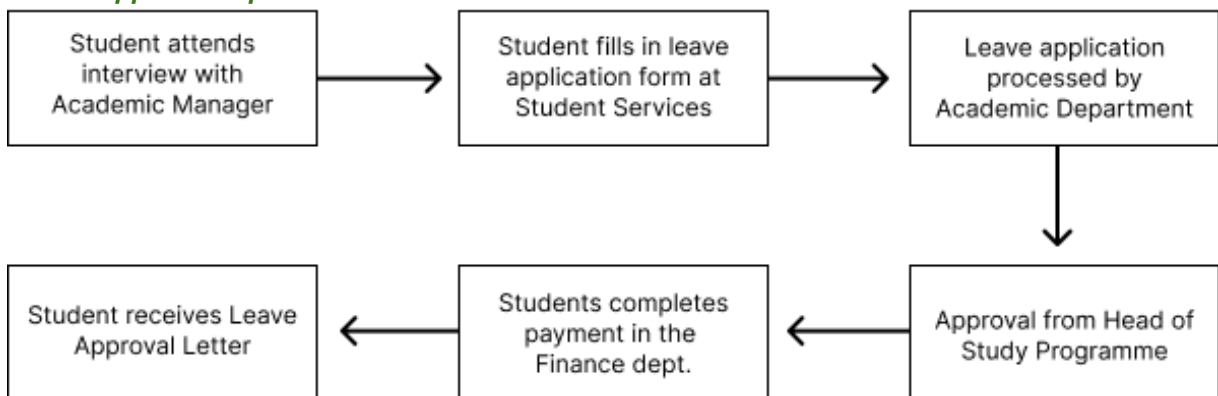 Student attends
interview with
Academic Manager
Student fills in leave
application form at
Student Services
Leave application
processed by
Academic Department
Approval from Head of
Study Programme
Students completes
payment in the
Finance dept.
Student receives Leave
Approval Letter